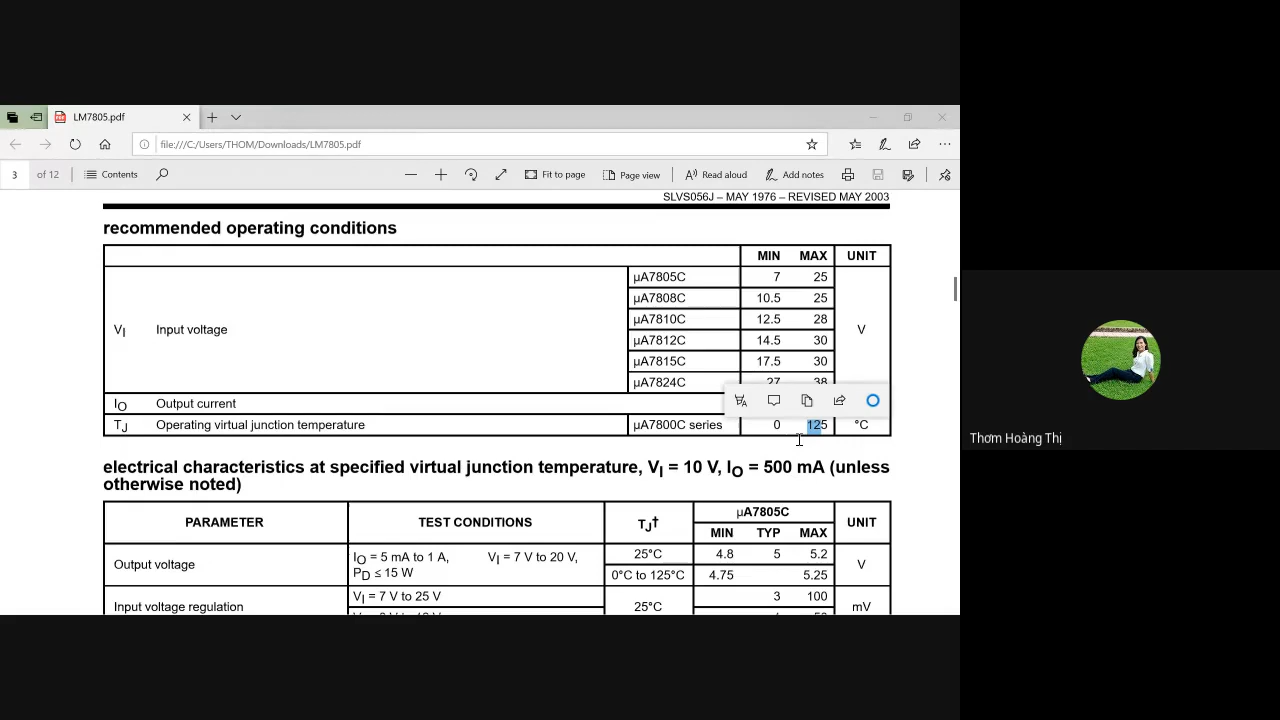 LM7805.pdf
file:///C:/Users/THOM/Downloads/LM7805.pdf
3 of 12 Contents Fit to page Page view Read aloud Add notes
SLVS056J – MAY 1976 – REVISED MAY 2003
recommended operating conditions
MIN MAX UNIT
VI Input voltage µA7805C 7 25 V
µA7808C 10.5 25
µA7810C 12.5 28
µA7812C 14.5 30
µA7815C 17.5 30
µA7824C 27 38
IO Output current
TJ Operating virtual junction temperature µA7800C series 0 125 °C
electrical characteristics at specified virtual junction temperature, VI = 10 V, IO = 500 mA (unless
otherwise noted)
PARAMETER TEST CONDITIONS TJ† µA7805C UNIT
MIN TYP MAX
Output voltage IO = 5 mA to 1 A, VI = 7 V to 20 V, 25°C 4.8 5 5.2 V
PD ≤ 15 W 0°C to 125°C 4.75 5.25
Input voltage regulation VI = 7 V to 25 V 25°C 3 100 mV
Thơm Hoàng Thị